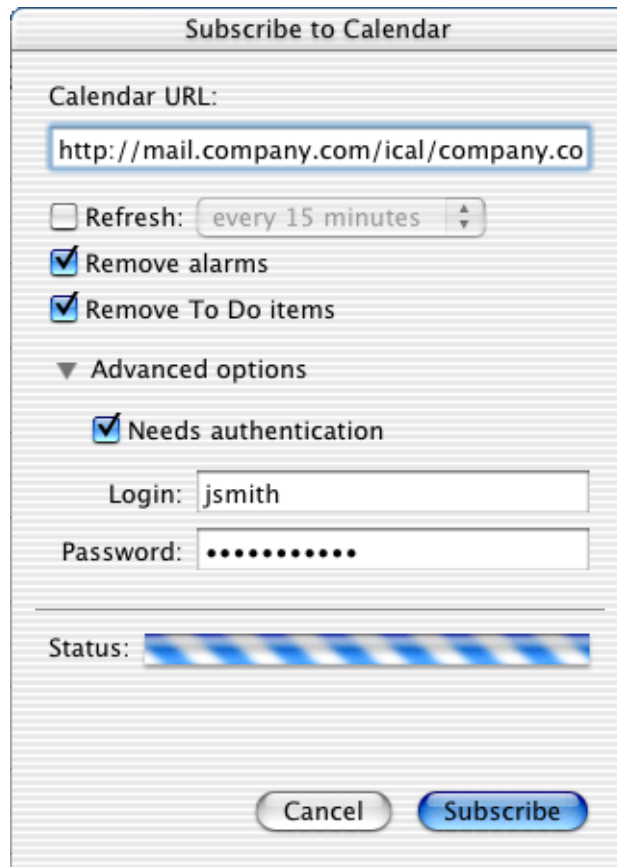 Subscribe to Calendar
Calendar URL:
http://mail.company.com/ical/company.co
Refresh: every 15 minutes
Remove alarms
Remove To Do items
Advanced options
Needs authentication
Login: jsmith
Password: •••••••••••
Status:
Cancel Subscribe